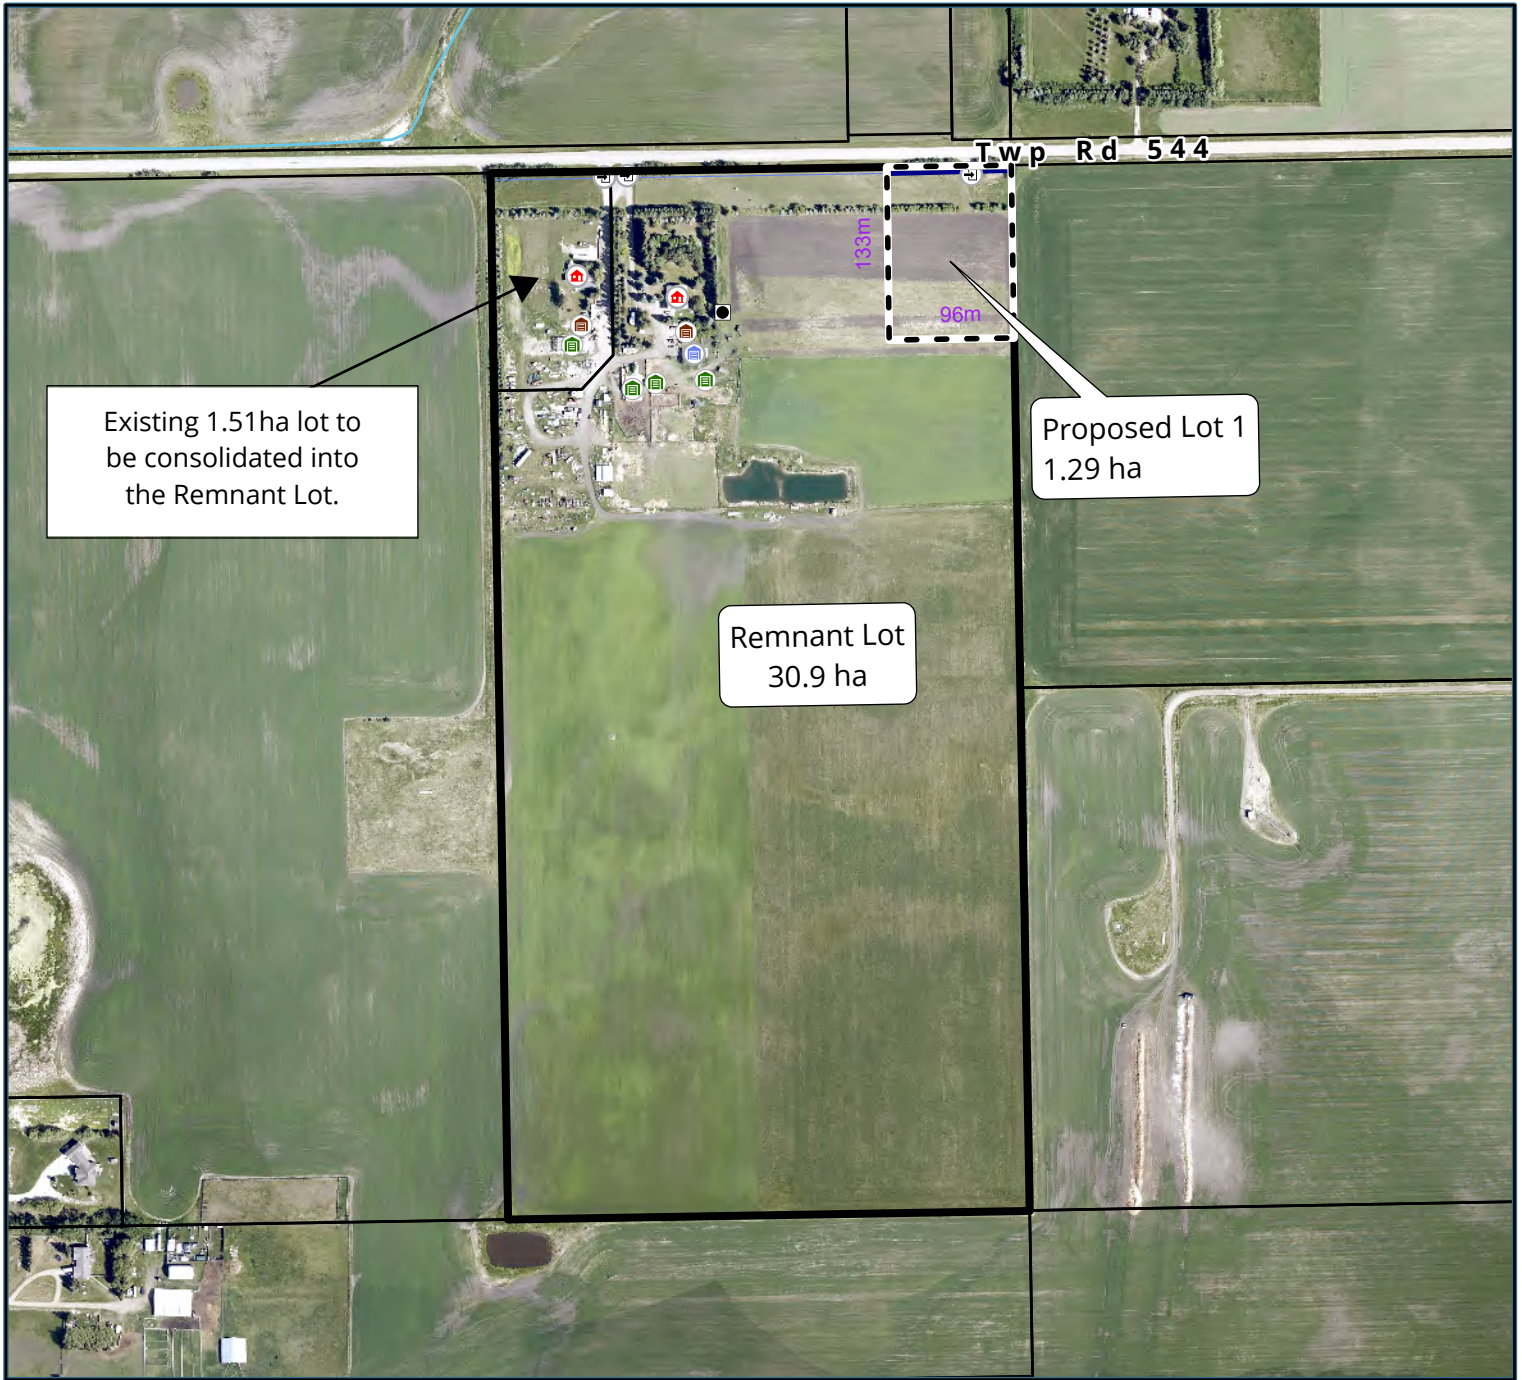 Twp Rd 544
133m
96m
Existing 1.51ha lot to
be consolidated into
the Remnant Lot.
Proposed Lot 1
1.29 ha
Remnant Lot
30.9 ha